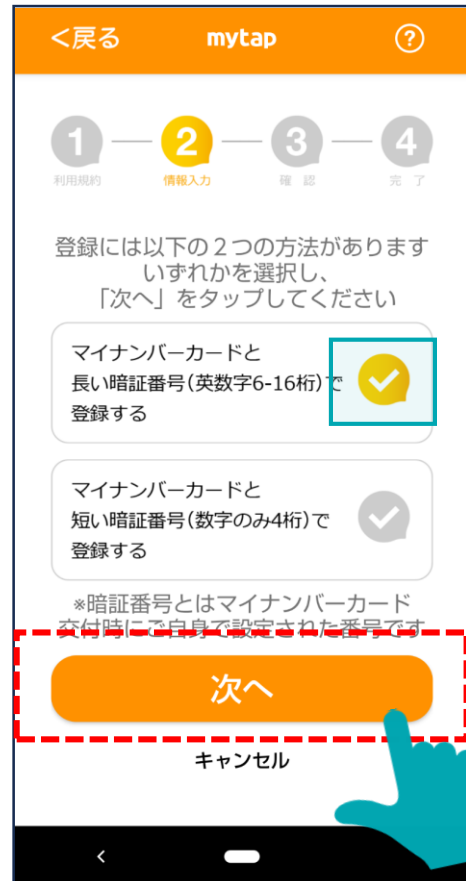 <戻る mytap ?
1 2 3 4
利用規約 情報入力 確 認 完 了
登録には以下の２つの方法があります
いずれかを選択し、
「次へ」をタップしてください
マイナンバーカードと
長い暗証番号(英数字6-16桁)で
登録する
マイナンバーカードと
短い暗証番号(数字のみ4桁)で
登録する
※暗証番号とはマイナンバーカード
交付時にご自身で設定された番号です
次へ
キャンセル